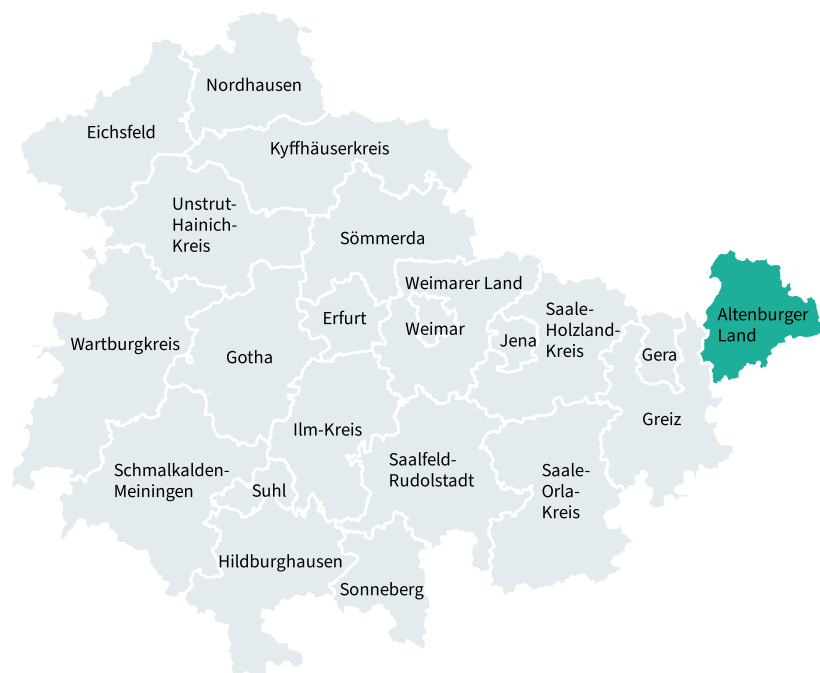 Nordhausen
Eichsfeld
Kyffhäuserkreis
Unstrut-
Hainich-
Kreis
Sömmerda
Weimarer Land
Saale-
Holzland-
Kreis
Altenburger
Land
Erfurt
Weimar
Jena
Wartburgkreis
Gotha
Gera
Greiz
Ilm-Kreis
Schmalkalden-
Meiningen
Suhl
Saalfeld-
Rudolstadt
Saale-
Orla-
Kreis
Hildburghausen
Sonneberg